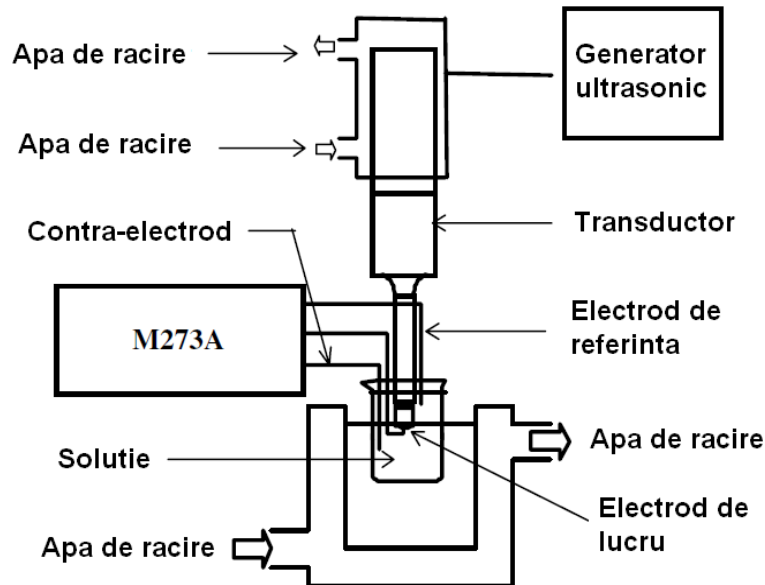 Apa de racire
Generator
ultrasonic
Apa de racire
Transductor
Contra-electrod
M273A
Electrod de
referinta
Apa de racire
Solutie
Electrod de
lucru
Apa de racire